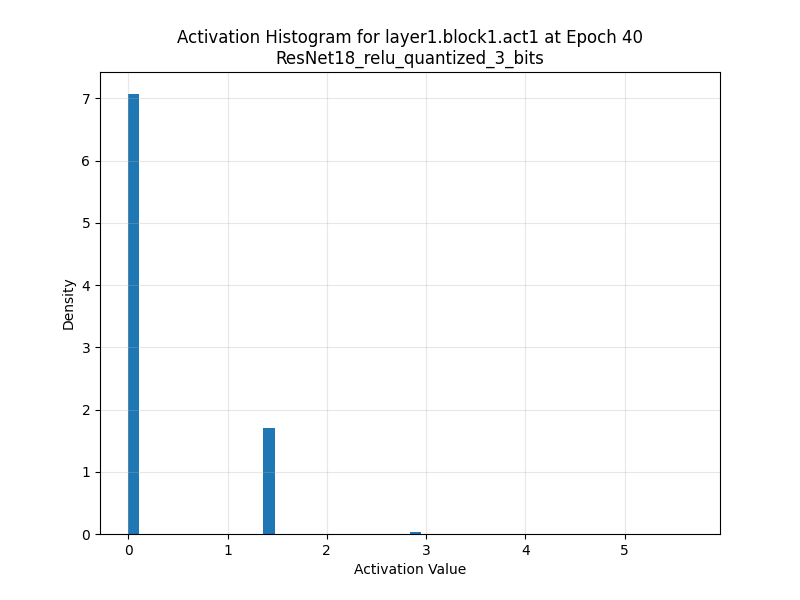 Activation Histogram for layer1.block1.act1 at Epoch 40
ResNet18_relu_quantized_3_bits
7
6
5
4
3
2
1
0
Density
0 1 2 3 4 5
Activation Value